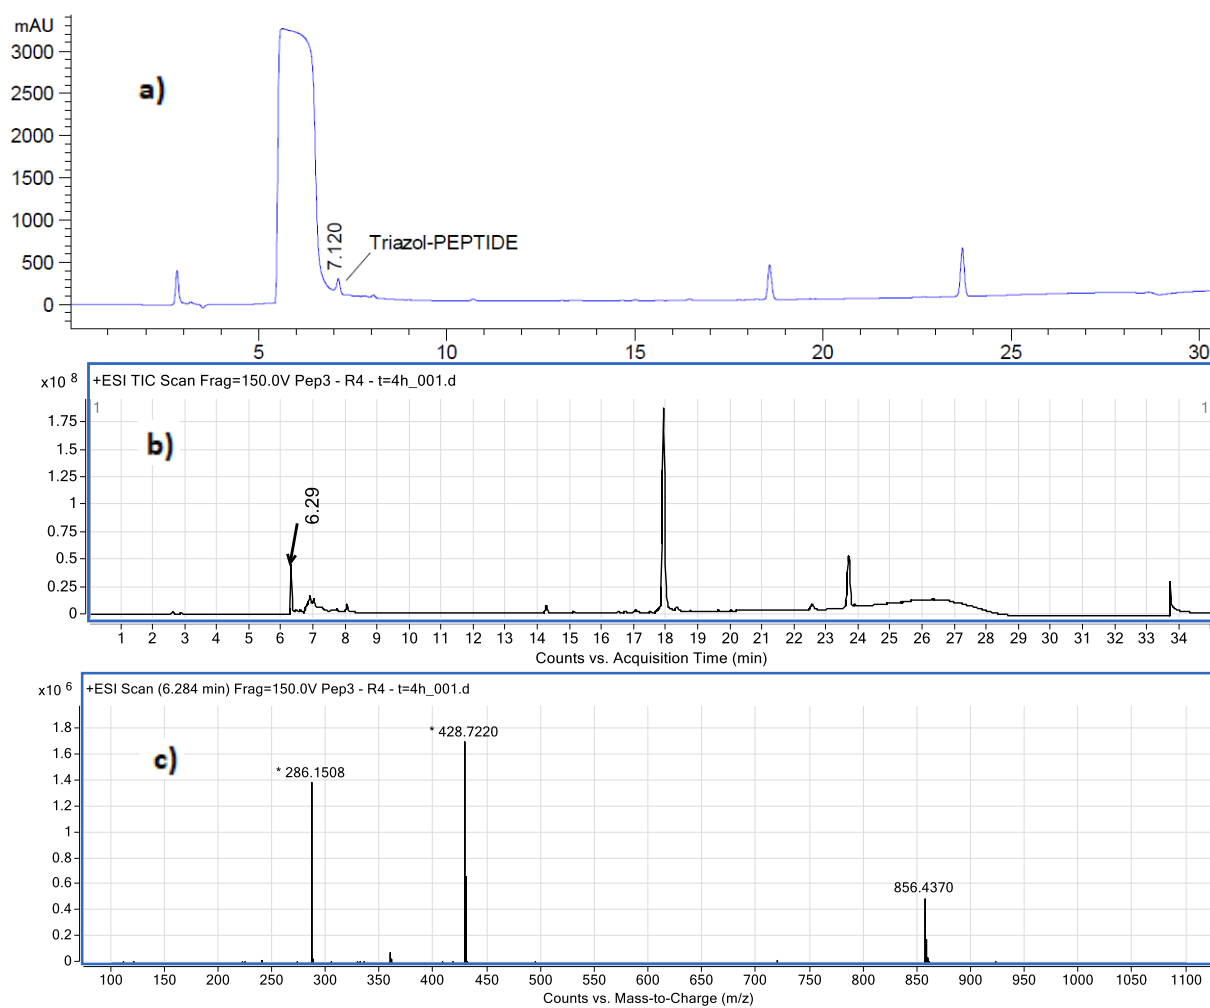 mAU
3000
a)
2500
2000
1500
1000
7.120
Triazol-PEPTIDE
500
0
5 10 15 20 25 30
x10 8 +ESI TIC Scan Frag=150.0V Pep3 - R4 - t=4h_001.d
1 1
1.75
b)
1.5
1.25
6.29
1
0.75
0.5
0.25
0
1 2 3 4 5 6 7 8 9 10 11 12 13 14 15 16 17 18 19 20 21 22 23 24 25 26 27 28 29 30 31 32 33 34
Counts vs. Acquisition Time (min)
x10 6 +ESI Scan (6.284 min) Frag=150.0V Pep3 - R4 - t=4h_001.d
1.8
* 428.7220
c)
1.6
* 286.1508
1.4
1.2
1
0.8
0.6
856.4370
0.4
0.2
0
100 150 200 250 300 350 400 450 500 550 600 650 700 750 800 850 900 950 1000 1050 1100
Counts vs. Mass-to-Charge (m/z)